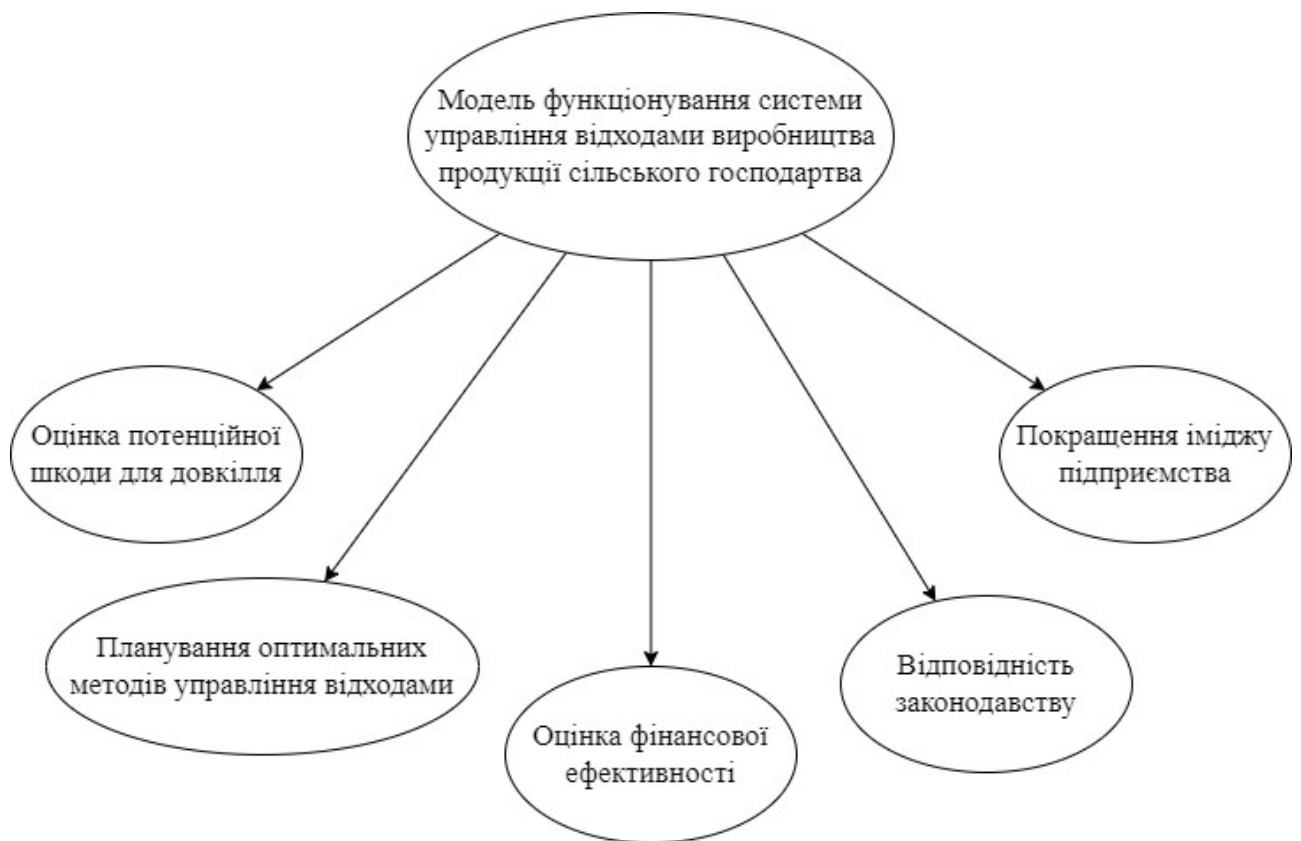 Модель функціонування системи
управління відходами виробництва
продукції сільського господартва
Оцінка потенційної
шкоди для довкілля
Покращення іміджу
підприємства
Планування оптимальних
методів управління відходами
Відповідність
законодавству
Оцінка фінансової
ефективності